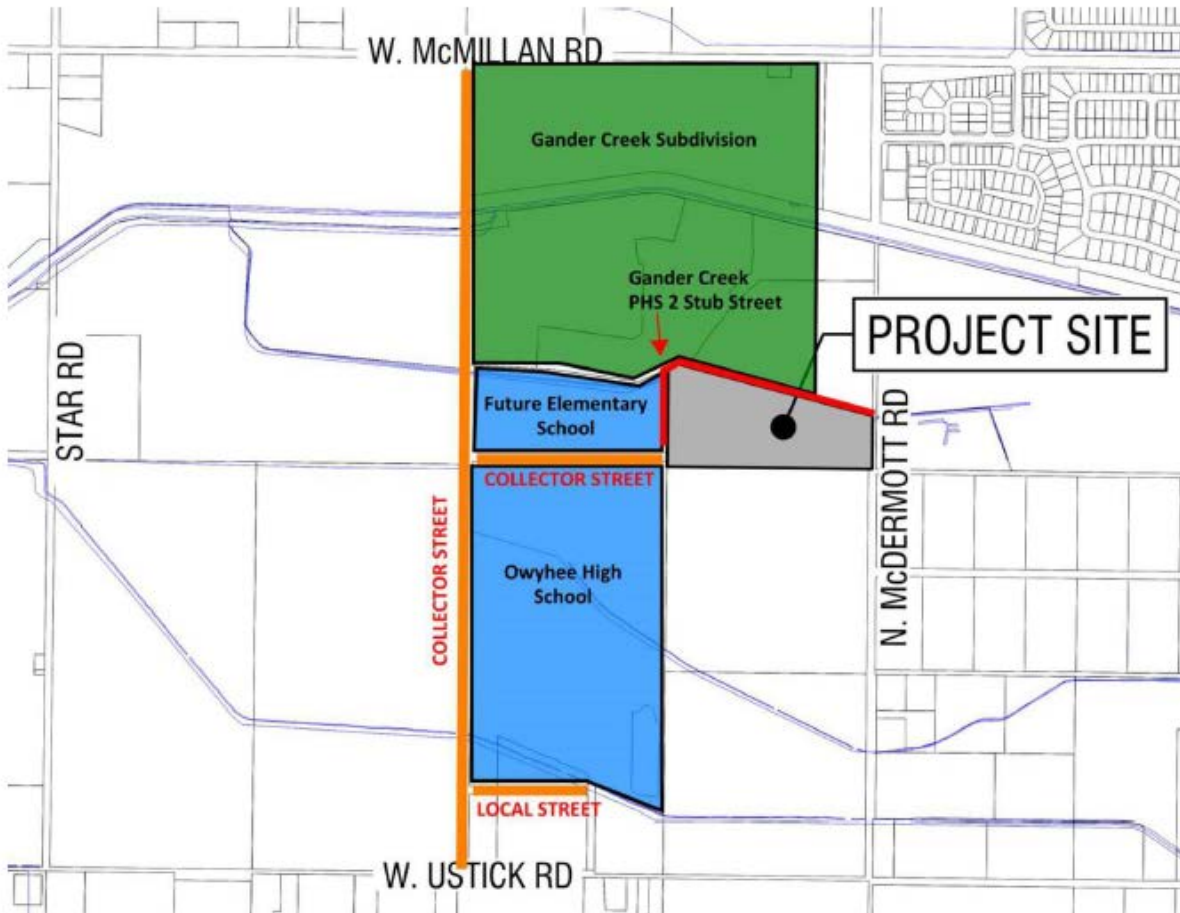 W. McMILLAN RD
Gander Creek Subdivision
Gander Creek
PHS 2 Stub Street
PROJECT SITE
STAR RD
Future Elementary
School
N. McDERMOTT RD
COLLECTOR STREET
COLLECTOR STREET
Owyhee High
School
LOCAL STREET
W. USTICK RD